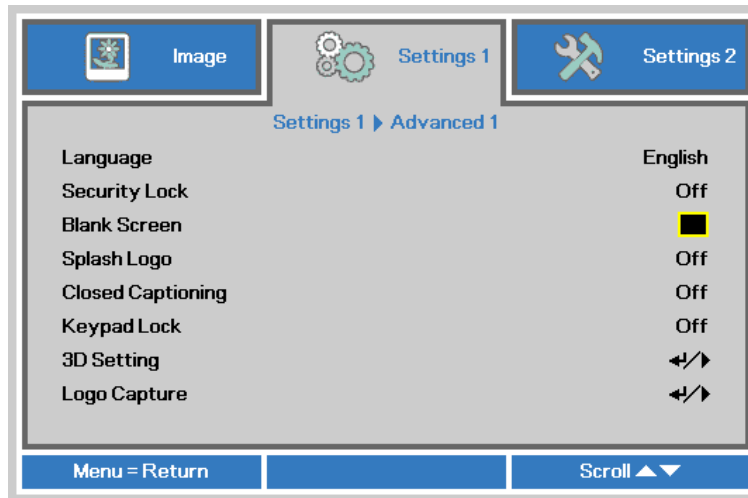 Image
Settings 1
Settings 2
Settings 1 ▶ Advanced 1
Language English
Security Lock Off
Blank Screen
Splash Logo Off
Closed Captioning Off
Keypad Lock Off
3D Setting ↵/▶
Logo Capture ↵/▶
Menu = Return
Scroll ▲▼